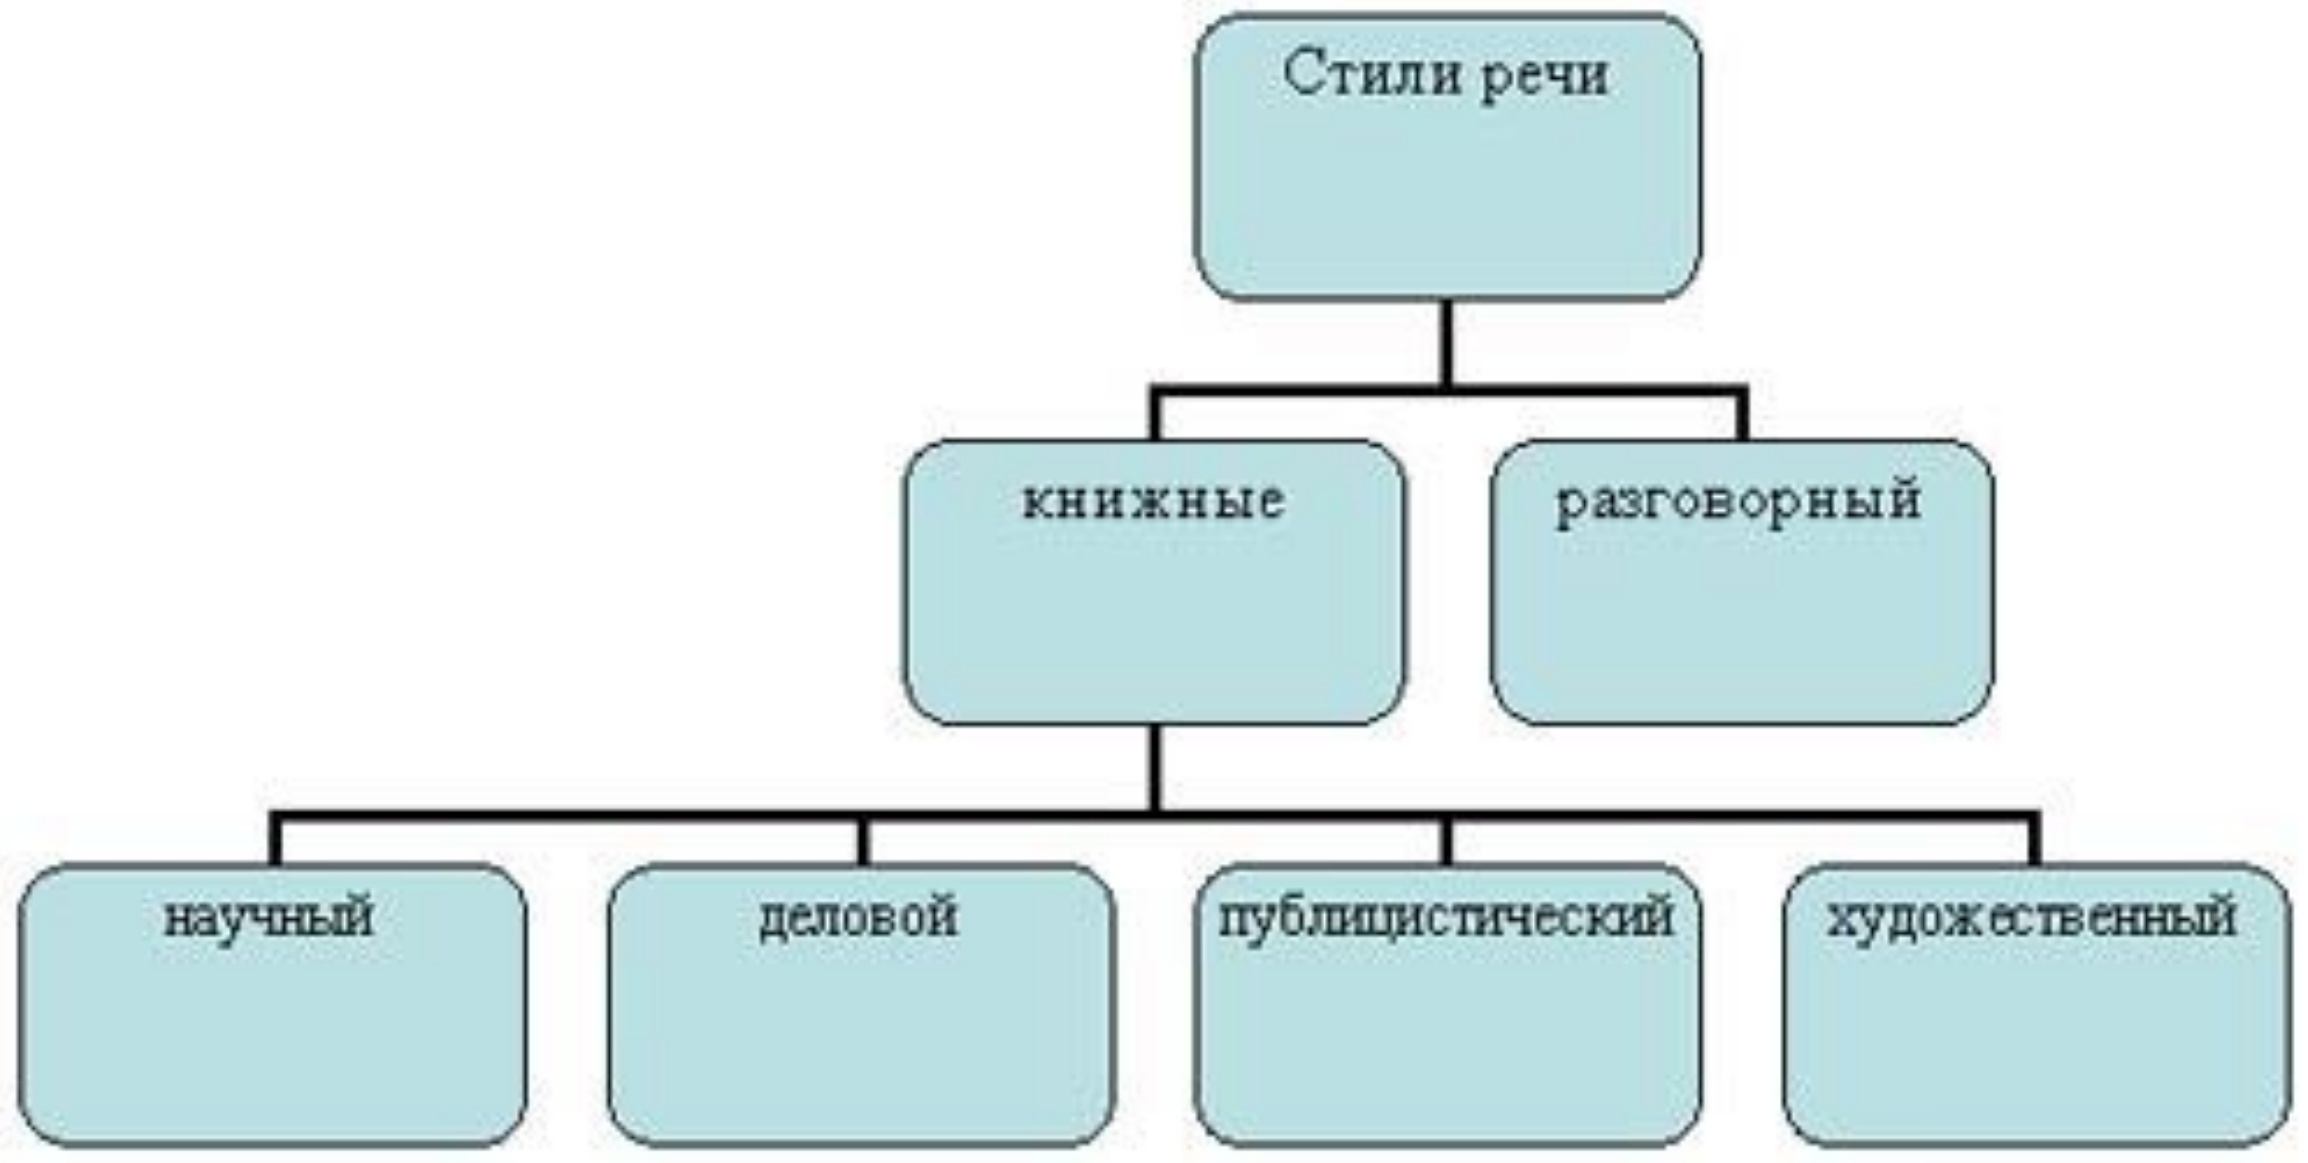 Стили речи
книжные
разговорный
научный
деловой
публицистический
художественный